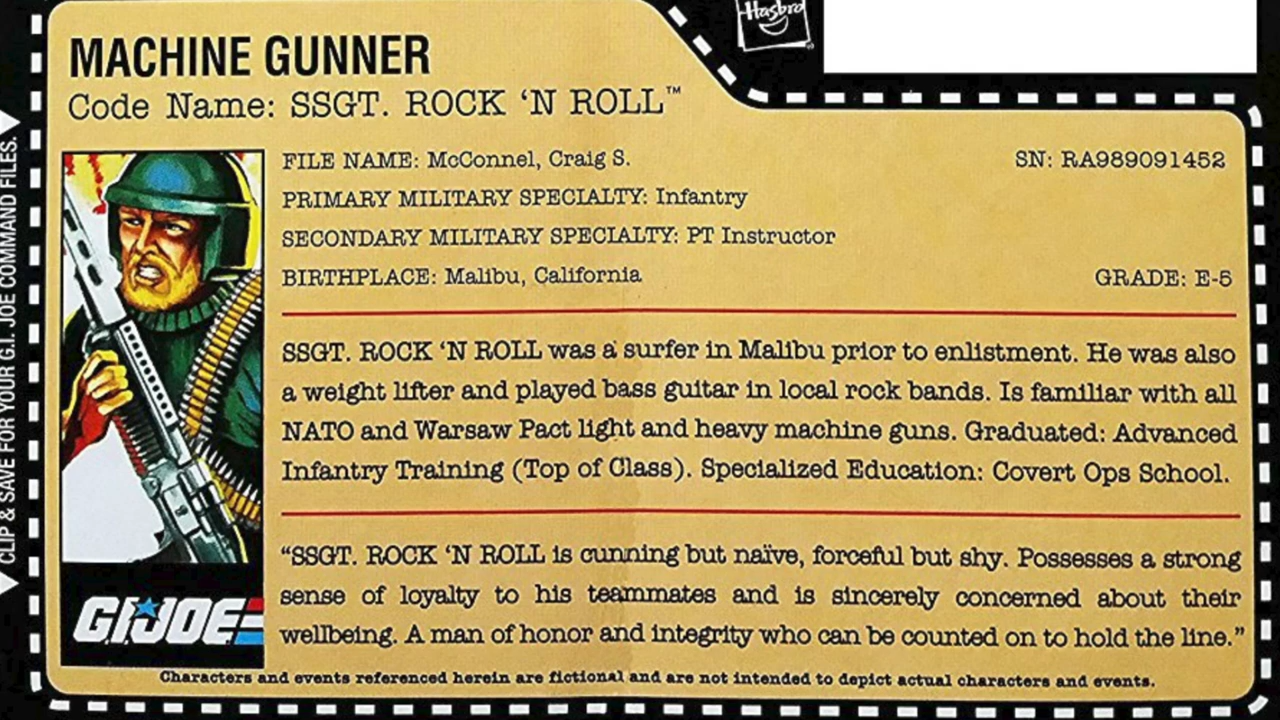 Hasbro
®
MACHINE GUNNER
Code Name: SSGT. ROCK ‘N ROLL™
FILE NAME: McConnel, Craig S.
SN: RA989091452
PRIMARY MILITARY SPECIALTY: Infantry
SECONDARY MILITARY SPECIALTY: PT Instructor
BIRTHPLACE: Malibu, California
GRADE: E-5
SSGT. ROCK ‘N ROLL was a surfer in Malibu prior to enlistment. He was also
a weight lifter and played bass guitar in local rock bands. Is familiar with all
NATO and Warsaw Pact light and heavy machine guns. Graduated: Advanced
Infantry Training (Top of Class). Specialized Education: Covert Ops School.
“SSGT. ROCK ‘N ROLL is cunning but naïve, forceful but shy. Possesses a strong
sense of loyalty to his teammates and is sincerely concerned about their
wellbeing. A man of honor and integrity who can be counted on to hold the line.”
G.I. JOE
Characters and events referenced herein are fictional and are not intended to depict actual characters and events.
CLIP & SAVE FOR YOUR G.I. JOE COMMAND FILES.